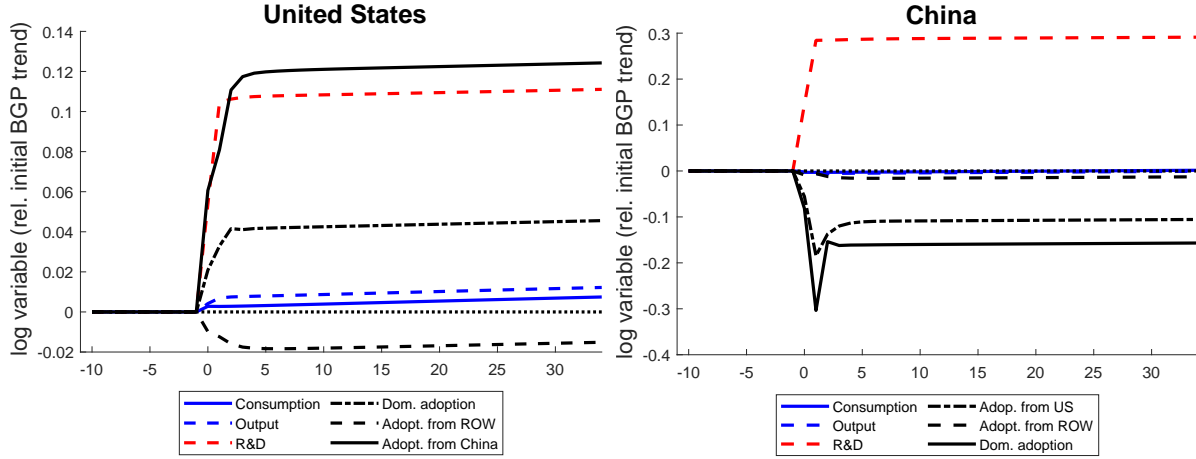 United States
log variable (rel. initial BGP trend)
0.14
0.12
0.1
0.08
0.06
0.04
0.02
0
-0.02
-10
-5
0
5
10
15
20
25
30
Consumption
Output
R&D
Dom. adoption
Adopt. from ROW
Adopt. from China
China
log variable (rel. initial BGP trend)
0.3
0.2
0.1
0
-0.1
-0.2
-0.3
-0.4
-10
-5
0
5
10
15
20
25
30
Consumption
Output
R&D
Adop. from US
Adopt. from ROW
Dom. adoption